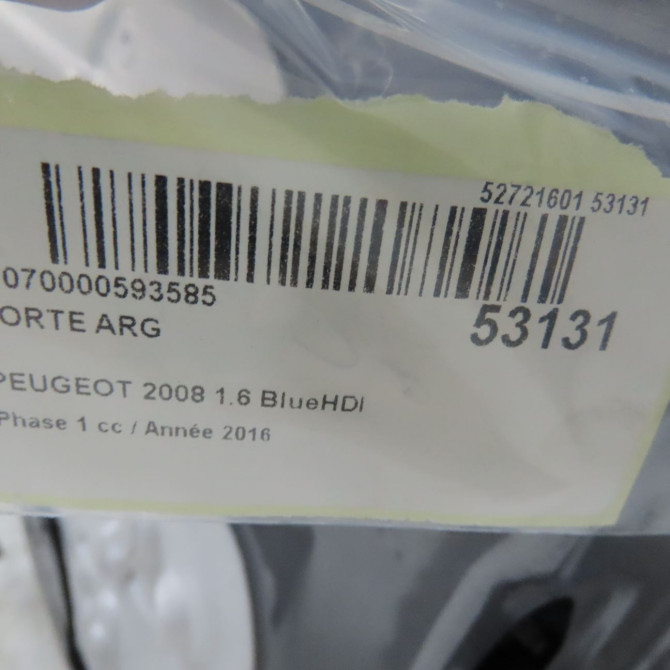 52721601 53131
070000593585
53131
ORTE ARG
PEUGEOT 2008 1.6 BlueHDI
Phase 1 cc / Année 2016